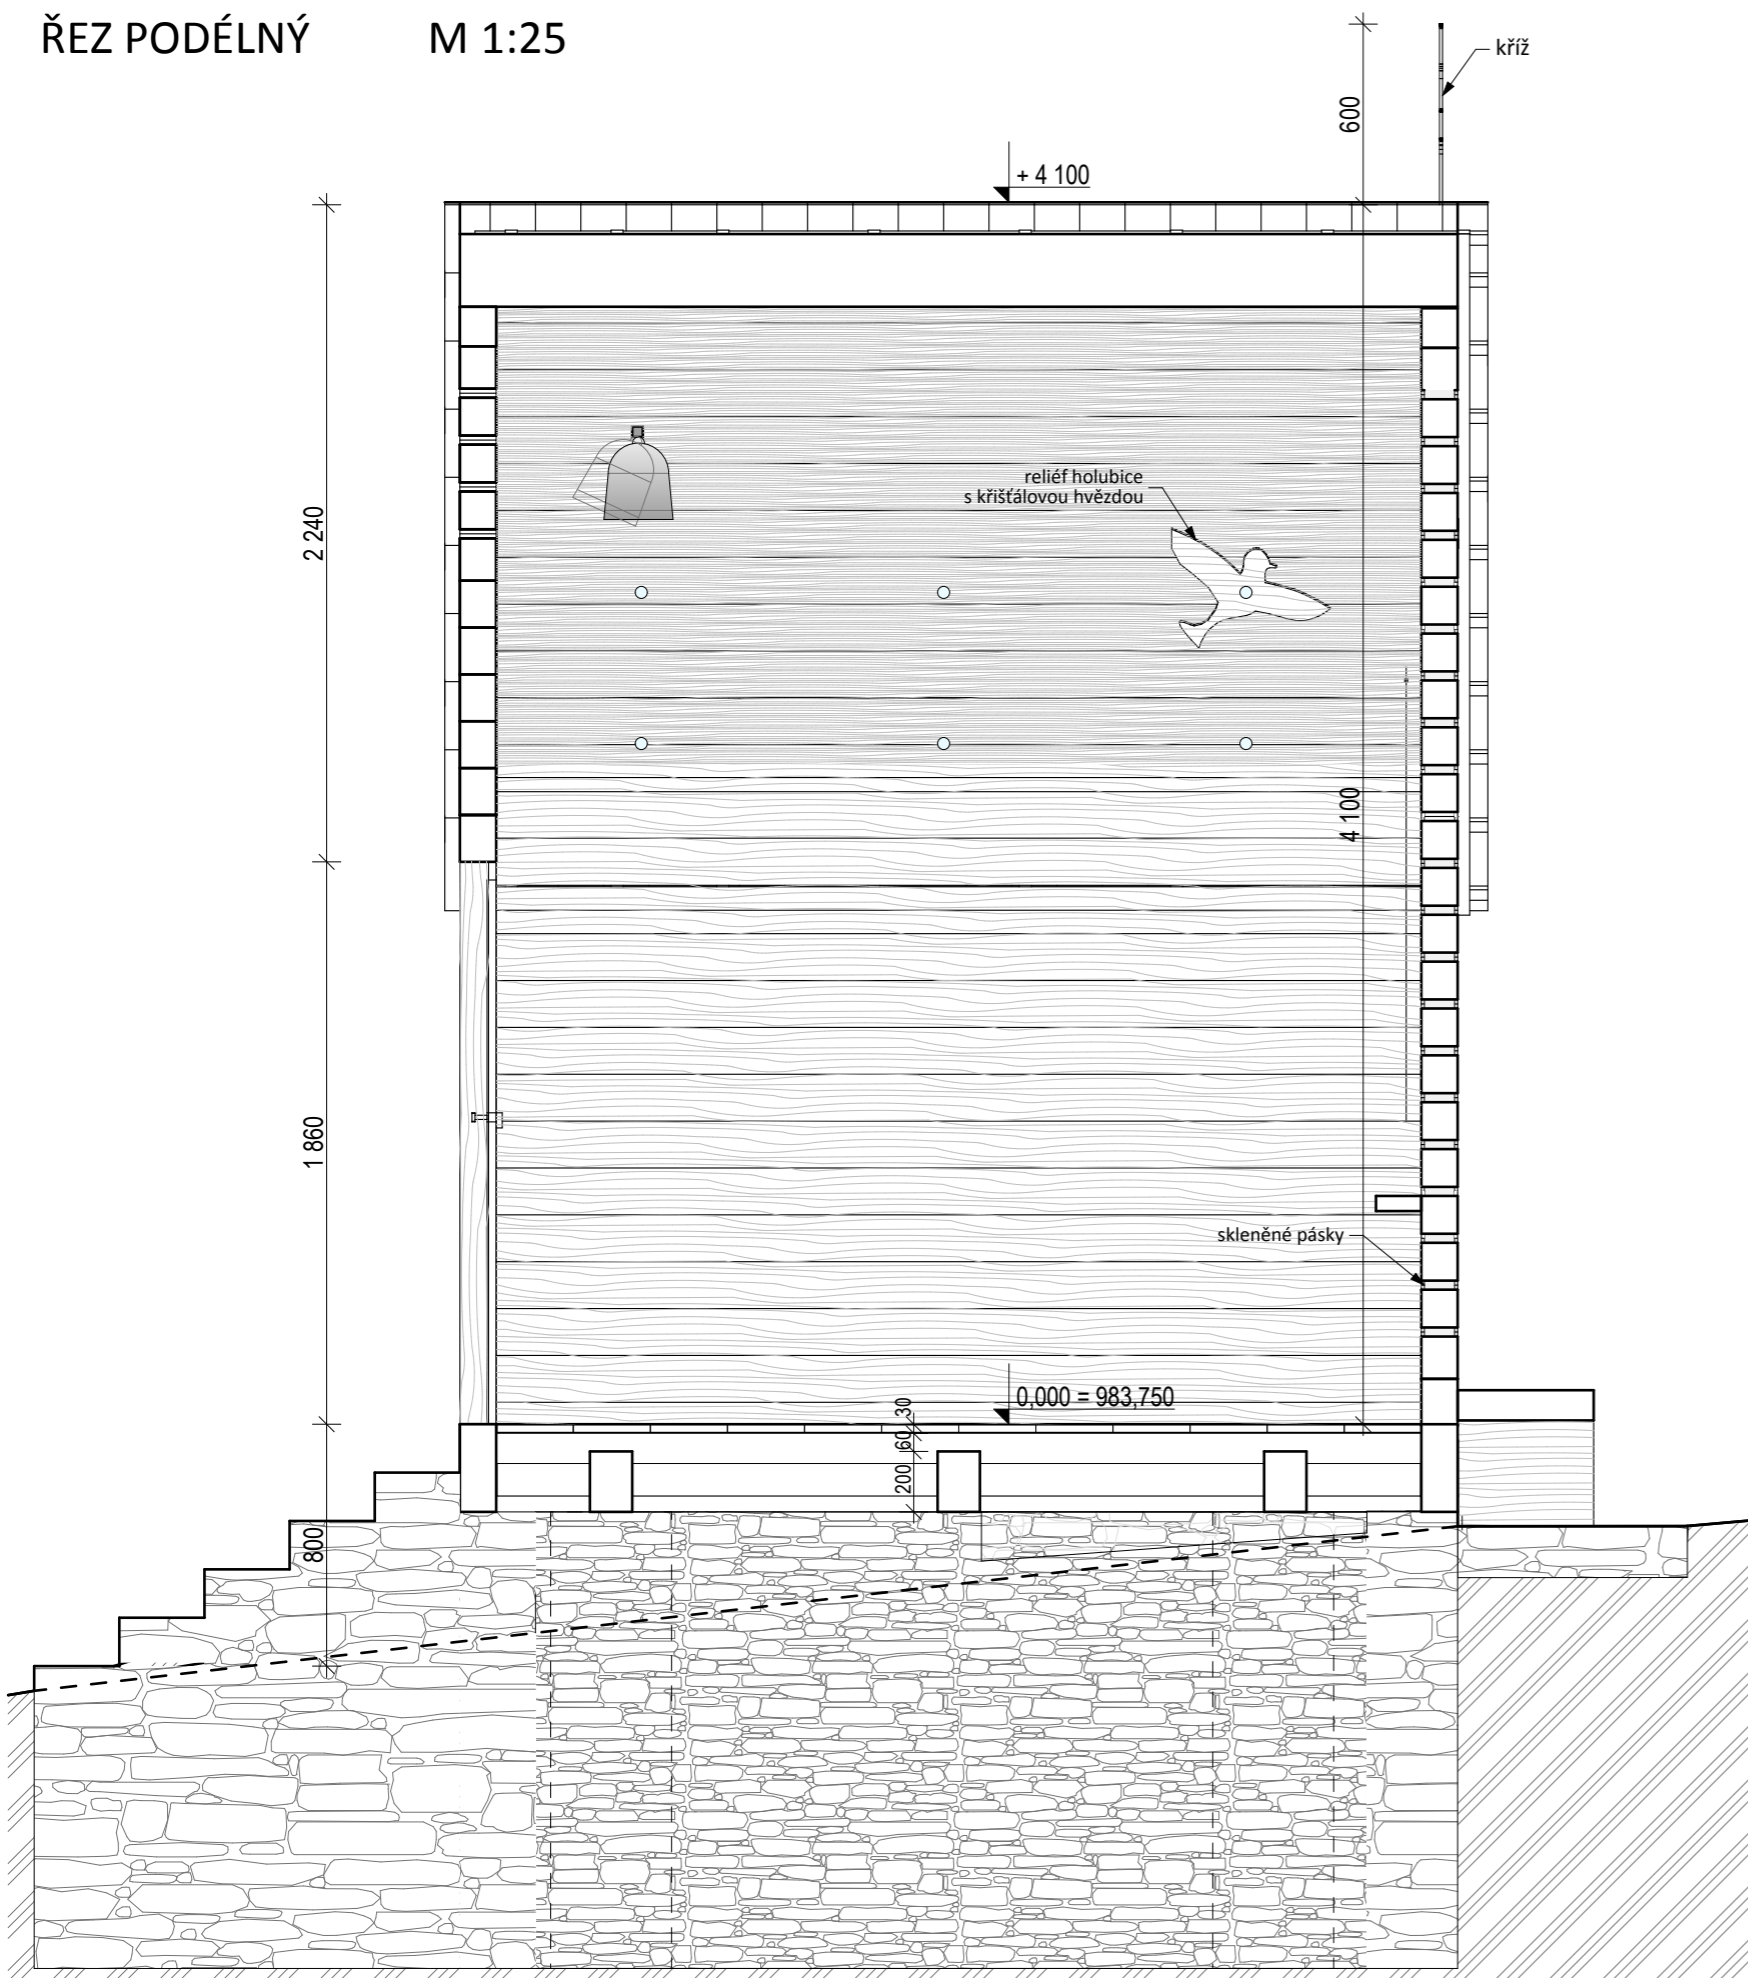 ŘEZ PODÉLNÝ M 1:25
kříž
600
+ 4 100
reliéf holubice
s křišťálovou hvězdou
2 240
4 100
1 860
skleněné pásky
0,000 = 983,750
30
60
200
800